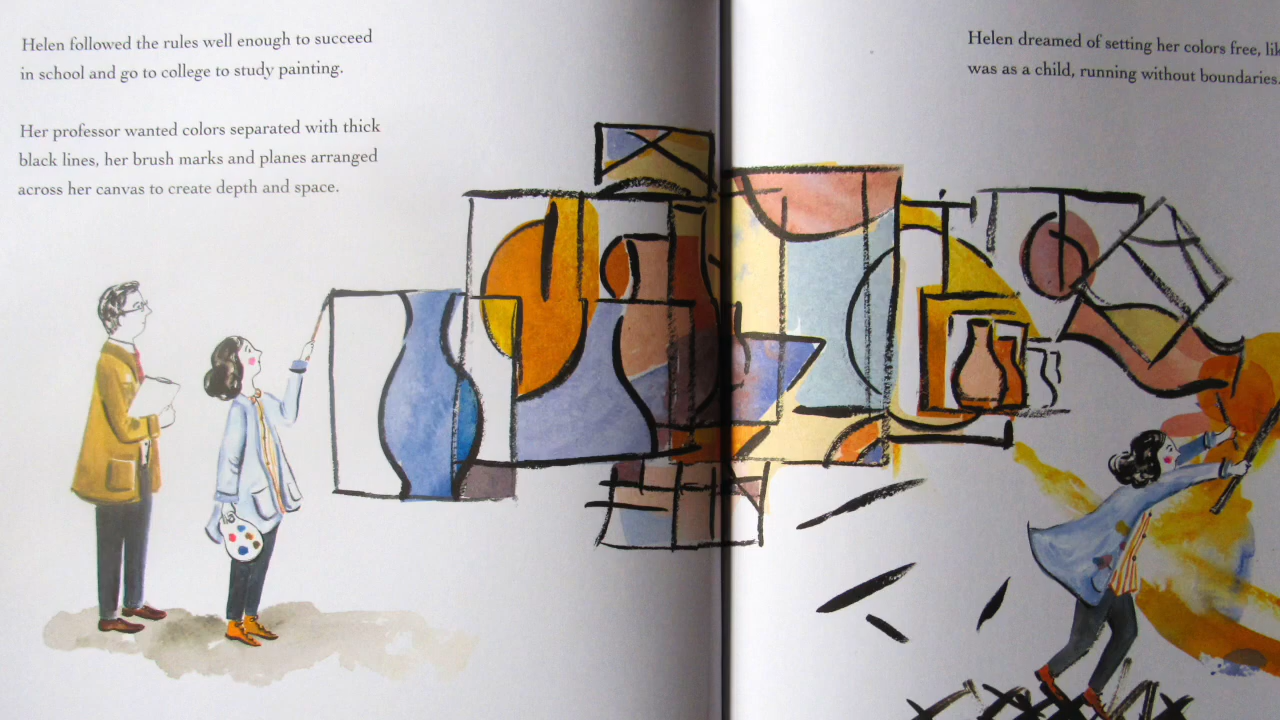 Helen followed the rules well enough to succeed
in school and go to college to study painting.
Her professor wanted colors separated with thick
black lines, her brush marks and planes arranged
across her canvas to create depth and space.
Helen dreamed of setting her colors free,
was as a child, running without boundaries.